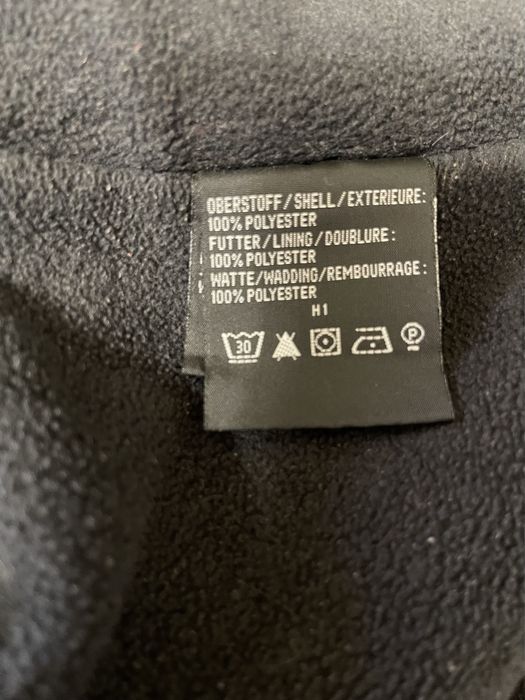 OBERSTOFF/SHELL/EXTERIEURE:
100% POLYESTER
FUTTER/LINING/DOUBLURE:
100% POLYESTER
WATTE/WADDING/REMBOURRAGE:
100% POLYESTER
H1
30 P